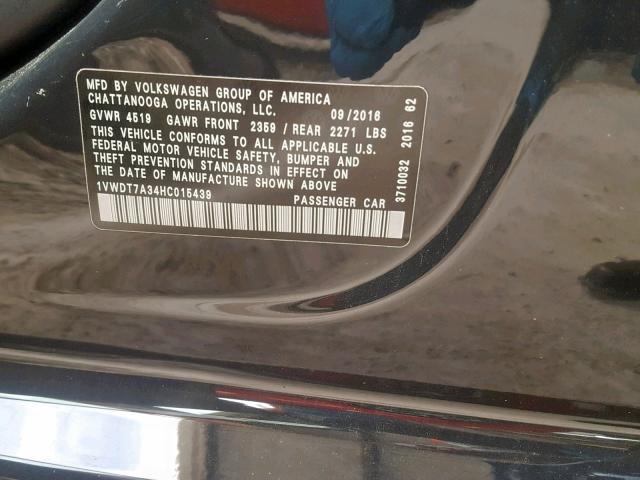 MFD BY VOLKSWAGEN GROUP OF AMERICA
CHATTANOOGA OPERATIONS, LLC. 09/2016
GVWR 4519 GAWR FRONT 2359 / REAR 2271 LBS
THIS VEHICLE CONFORMS TO ALL APPLICABLE U.S.
FEDERAL MOTOR VEHICLE SAFETY, BUMPER AND
THEFT PREVENTION STANDARDS IN EFFECT ON
THE DATE OF MANUFACTURE SHOWN ABOVE
1VWDT7A34HC015439 PASSENGER CAR
3710032 2016 62